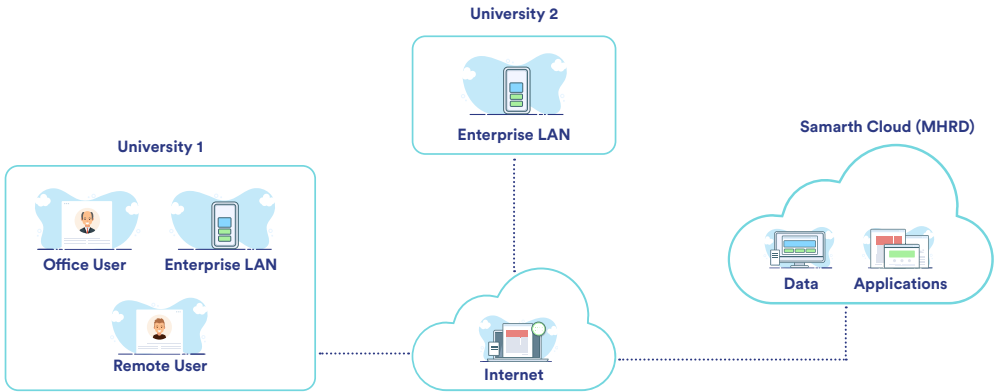 University 2
Enterprise LAN
Samarth Cloud (MHRD)
University 1
Office User
Enterprise LAN
Data
Applications
Remote User
Internet